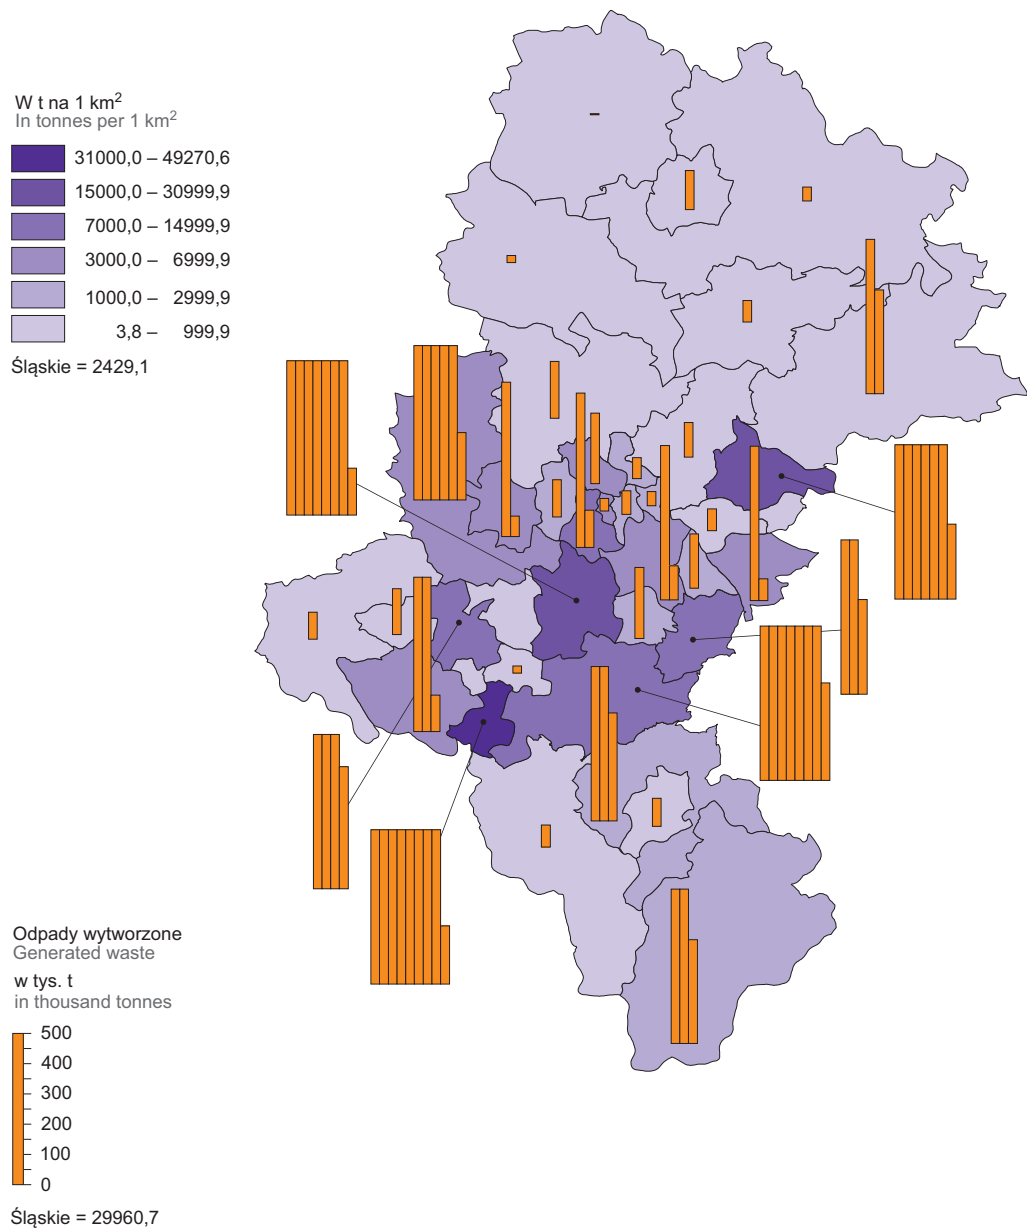 W t na 1 km²
In tonnes per 1 km²
31000,0 – 49270,6
15000,0 – 30999,9
7000,0 – 14999,9
3000,0 – 6999,9
1000,0 – 2999,9
3,8 – 999,9
Śląskie = 2429,1
Odpady wytworzone
Generated waste
w tys. t
in thousand tonnes
500
400
300
200
100
0
Śląskie = 29960,7